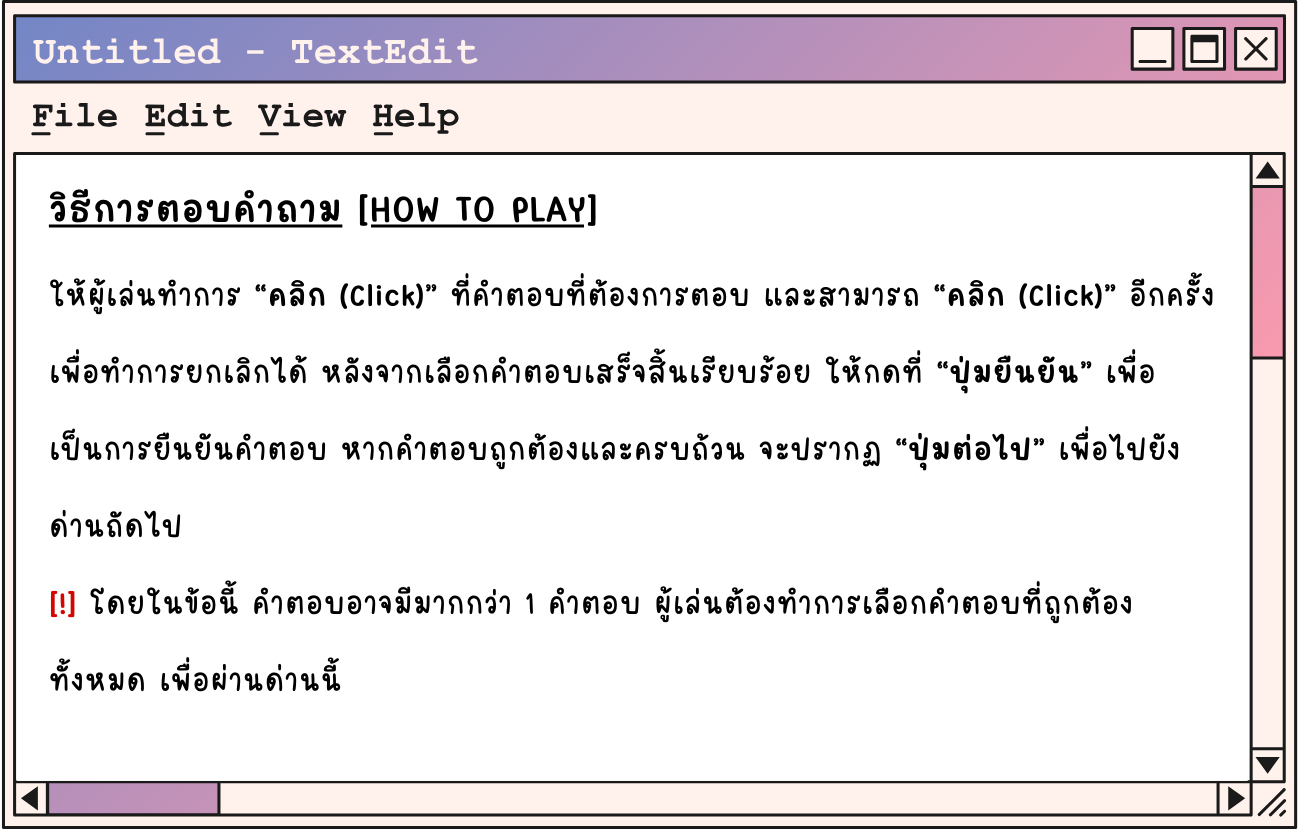 Untitled - TextEdit
File Edit View Help
วิธีการตอบคำถาม [HOW TO PLAY]
ให้ผู้เล่นทำการ “คลิก (Click)” ที่คำตอบที่ต้องการตอบ และสามารถ “คลิก (Click)” อีกครั้ง
เพื่อทำการยกเลิกได้ หลังจากเลือกคำตอบเสร็จสิ้นเรียบร้อย ให้กดที่ “ปุ่มยืนยัน” เพื่อ
เป็นการยืนยันคำตอบ หากคำตอบถูกต้องและครบถ้วน จะปรากฏ “ปุ่มต่อไป” เพื่อไปยัง
ด่านถัดไป
[!] โดยในข้อนี้ คำตอบอาจมีมากกว่า 1 คำตอบ ผู้เล่นต้องทำการเลือกคำตอบที่ถูกต้อง
ทั้งหมด เพื่อผ่านด่านนี้